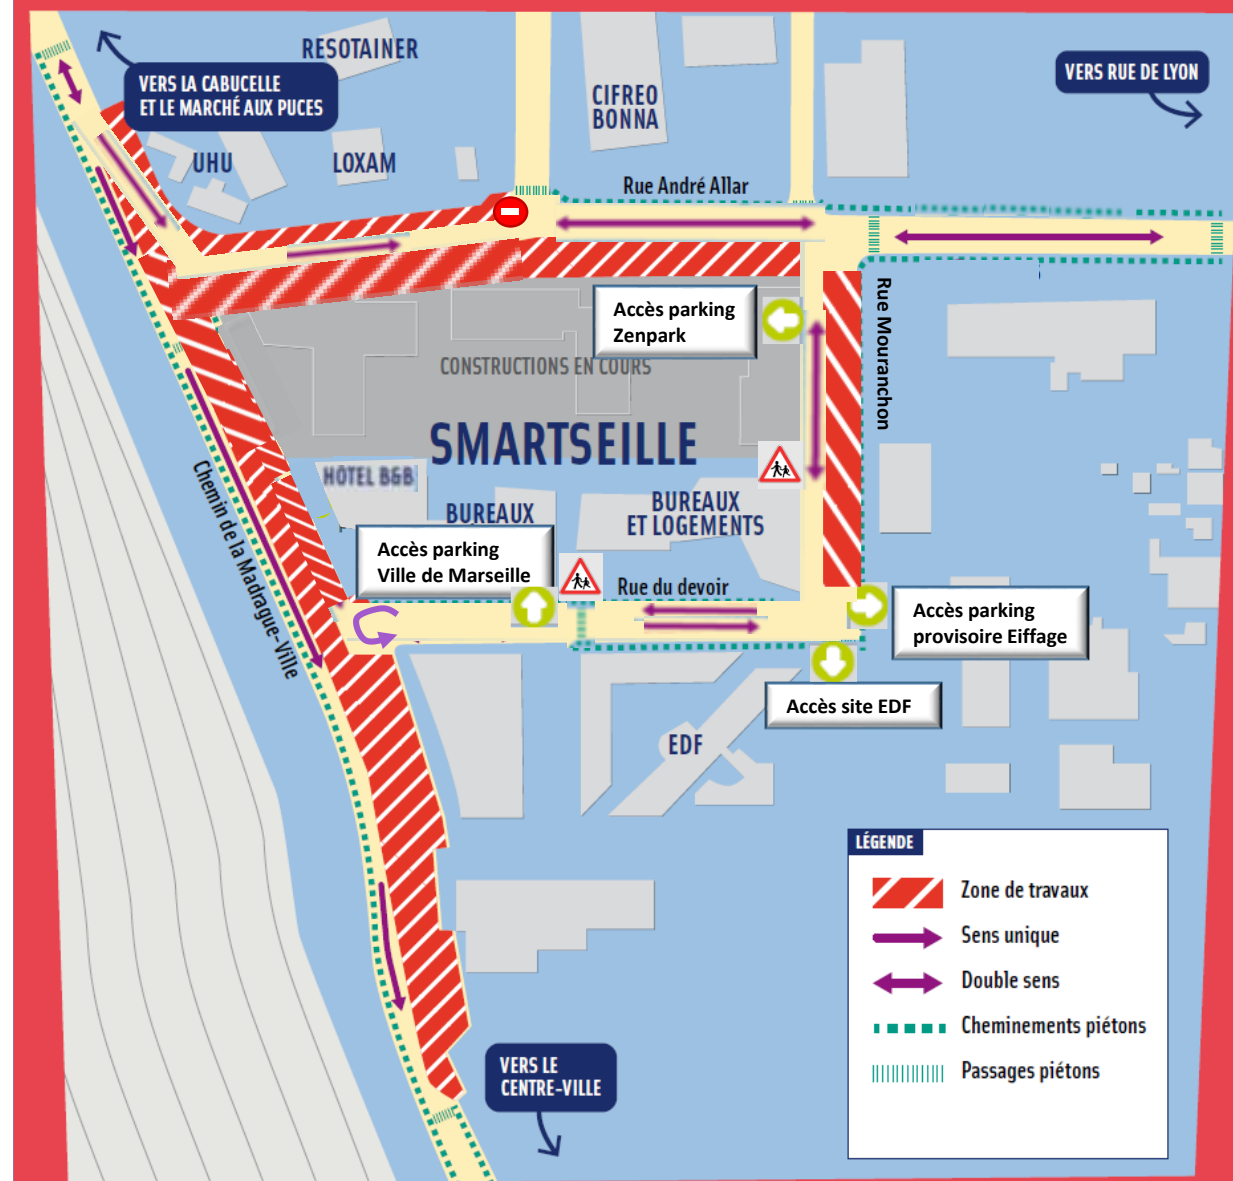 RESOTAINER
VERS LA CABUCELLE
ET LE MARCHÉ AUX PUCES
CIFREO
BONNA
VERS RUE DE LYON
UHU
LOXAM
Rue André Allar
Accès parking
Zenpark
Rue Mouranchon
CONSTRUCTIONS EN COURS
SMARTSEILLE
HÔTEL B&B
BUREAUX
BUREAUX
ET LOGEMENTS
Chemin de la Madrague-Ville
Accès parking
Ville de Marseille
Rue du devoir
Accès parking
provisoire Eiffage
Accès site EDF
EDF
LÉGENDE
Zone de travaux
Sens unique
Double sens
Cheminements piétons
Passages piétons
VERS LE
CENTRE-VILLE